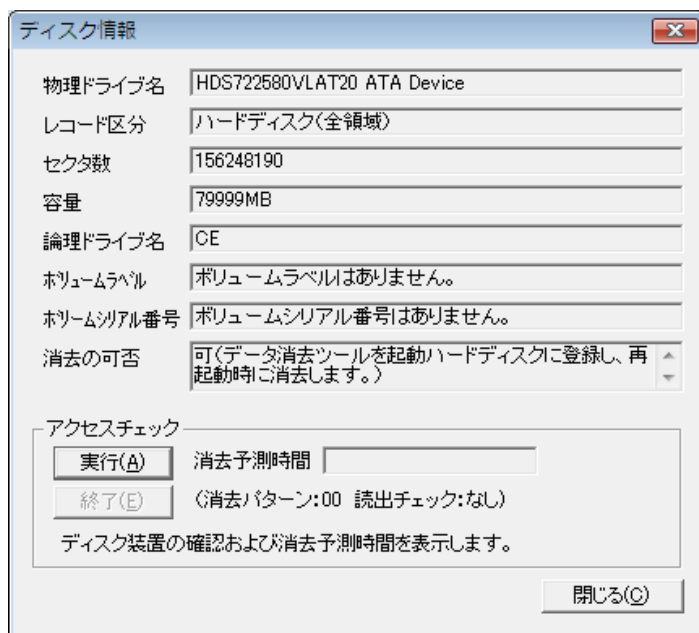 ディスク情報
物理ドライブ名 HDS722580VLAT20 ATA Device
レコード区分 ハードディスク(全領域)
セクタ数 156248190
容量 79999MB
論理ドライブ名 CE
ボリュームラベル ボリュームラベルはありません。
ボリームシリアル番号 ボリュームシリアル番号はありません。
消去の可否 可(データ消去ツールを起動ハードディスクに登録し、再
起動時に消去します。)
アクセスチェック
実行(A) 消去予測時間
終了(E) (消去パターン:00 読出チェック:なし)
ディスク装置の確認および消去予測時間を表示します。
閉じる(C)